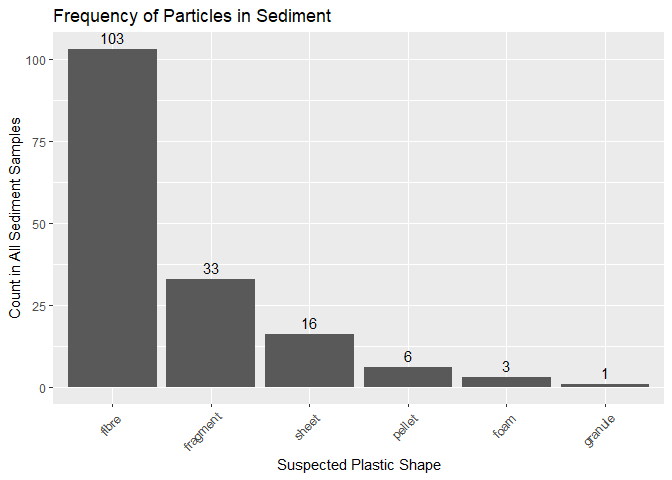 Frequency of Particles in Sediment
103
100
75
50
33
25
16
6
3
1
0
Count in All Sediment Samples
fibre
fragment
sheet
pellet
foam
granule
Suspected Plastic Shape